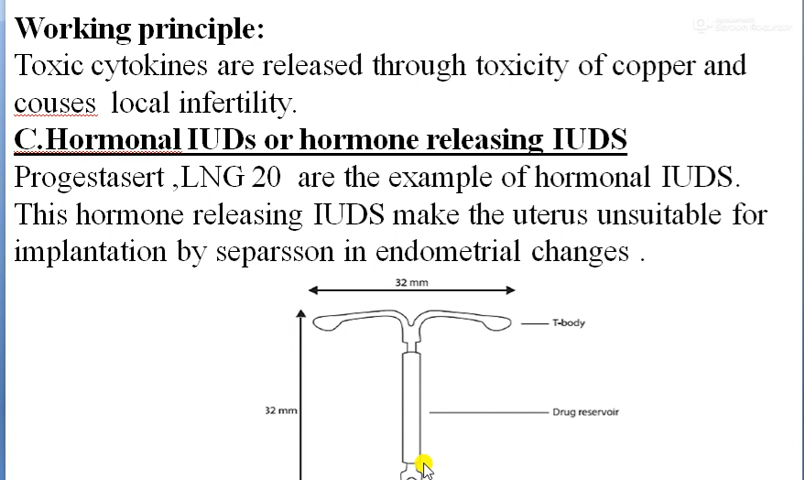 Working principle:
Toxic cytokines are released through toxicity of copper and
couses local infertility.
C.Hormonal IUDs or hormone releasing IUDS
Progestasert ,LNG 20 are the example of hormonal IUDS.
This hormone releasing IUDS make the uterus unsuitable for
implantation by separsson in endometrial changes .
32 mm
T-body
32 mm
Drug reservoir